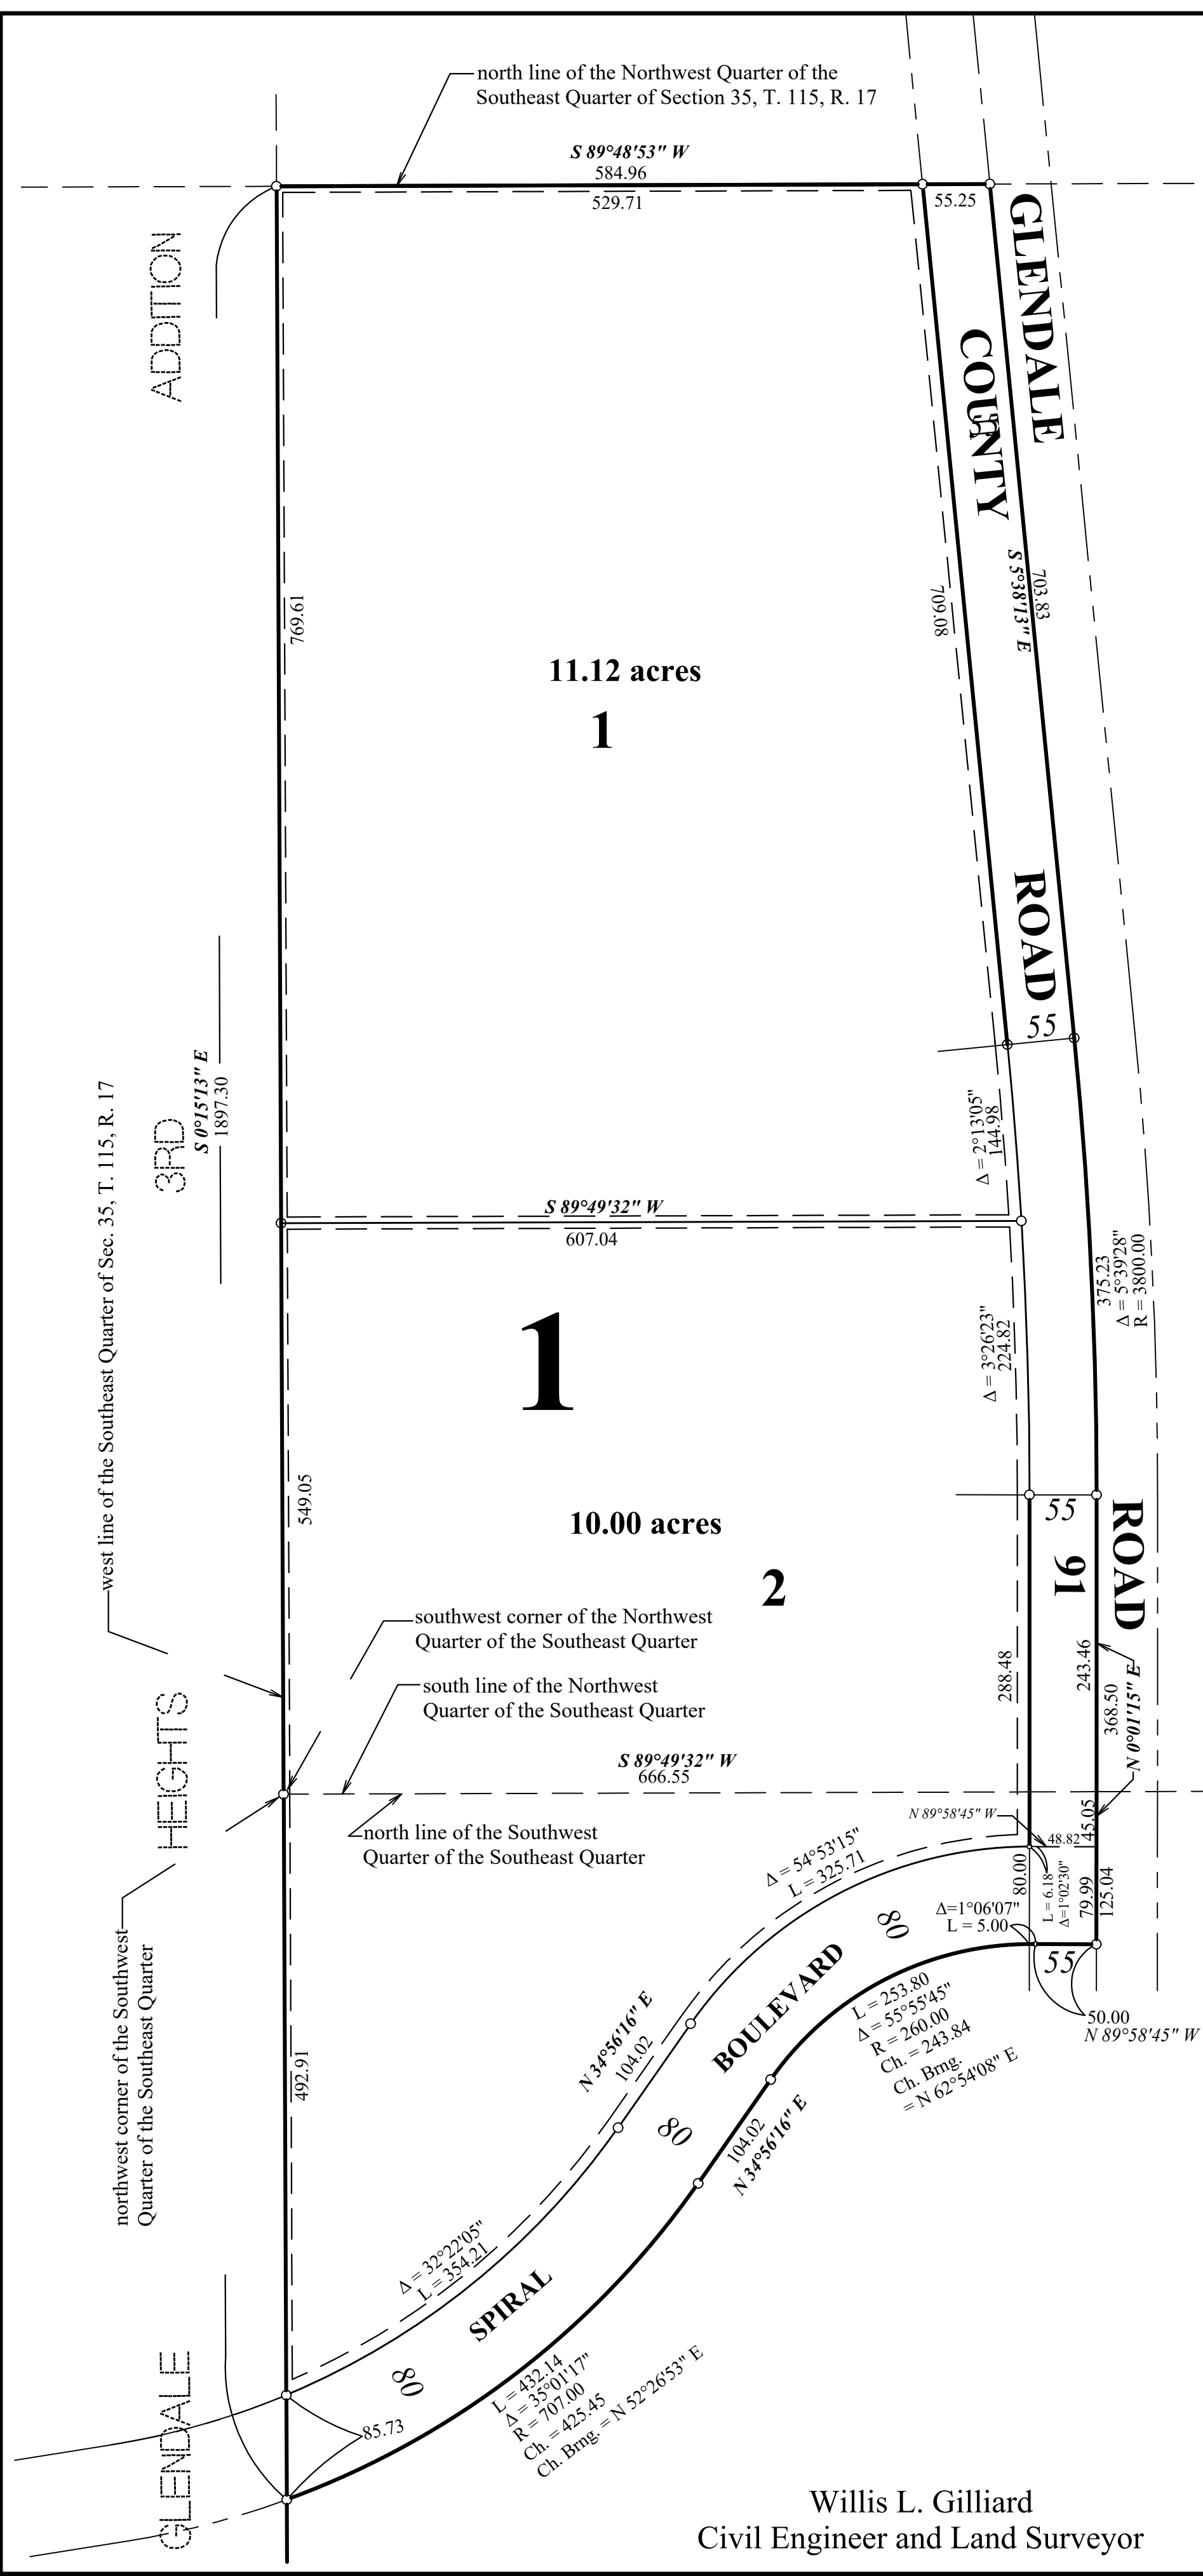 north line of the Northwest Quarter of the
Southeast Quarter of Section 35, T. 115, R. 17
S 89°48'53" W
584.96
529.71
55.25
GLENDALE
COUNTY
55
ADDITION
S 5°38'13" E
703.83
709.08
769.61
11.12 acres
1
ROAD
55
S 0°15'13" E
1897.30
3RD
west line of the Southeast Quarter of Sec. 35, T. 115, R. 17
Δ = 2°13'05"
144.98
S 89°49'32" W
607.04
375.23
Δ = 5°39'28"
R = 3800.00
Δ = 3°26'23"
224.82
1
549.05
10.00 acres
2
55
91
ROAD
southwest corner of the Northwest
Quarter of the Southeast Quarter
288.48
243.46
368.50
N 0°01'15" E
south line of the Northwest
Quarter of the Southeast Quarter
HEIGHTS
S 89°49'32" W
666.55
north line of the Southwest
Quarter of the Southeast Quarter
N 89°58'45" W
48.82
45.05
Δ = 54°53'15"
L = 325.71
80.00
L = 6.18
Δ=1°02'30"
79.99
125.04
Δ=1°06'07"
L = 5.00
80
55
50.00
N 89°58'45" W
northwest corner of the Southwest
Quarter of the Southeast Quarter
BOULEVARD
L = 253.80
Δ = 55°55'45"
R = 260.00
Ch. = 243.84
Ch. Brng.
= N 62°54'08" E
N 34°56'16" E
104.02
492.91
80
104.02
N 34°56'16" E
Δ = 32°22'05"
L = 354.21
SPIRAL
80
L = 432.14
Δ = 35°01'17"
R = 707.00
Ch. = 425.45
Ch. Brng. = N 52°26'53" E
85.73
GLENDALE
Willis L. Gilliard
Civil Engineer and Land Surveyor